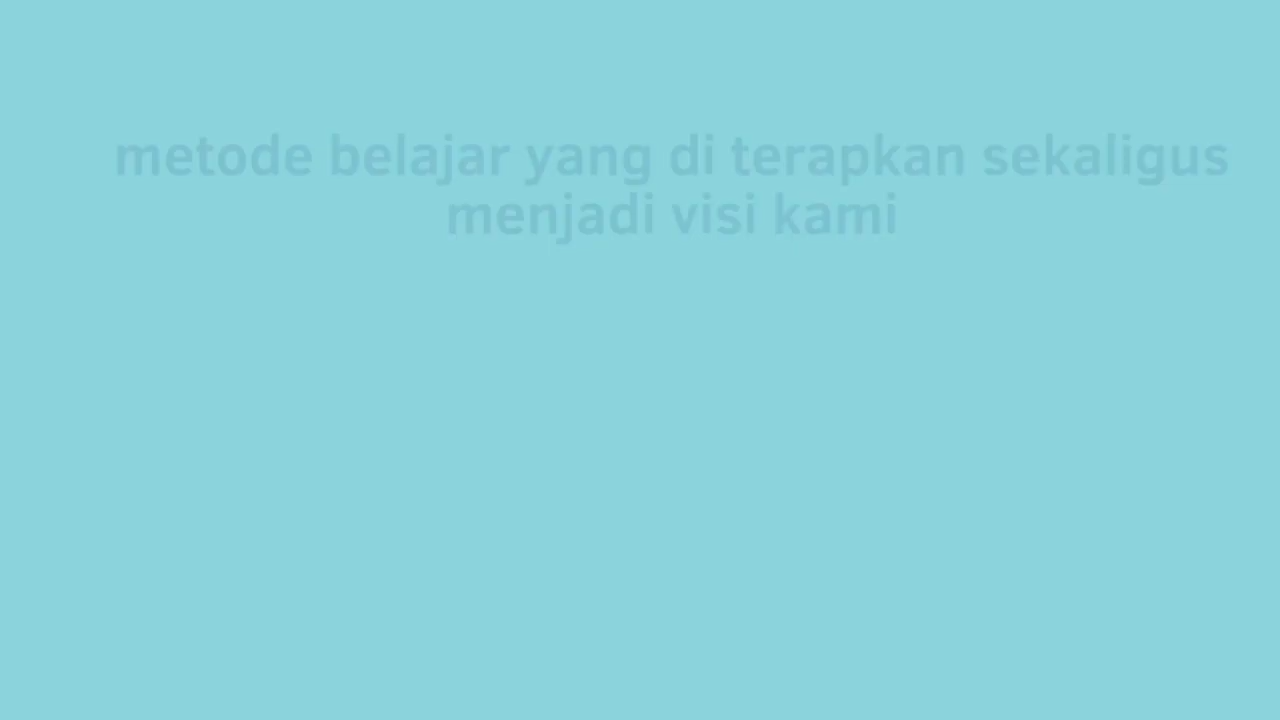 metode belajar yang di terapkan sekaligus
menjadi visi kami